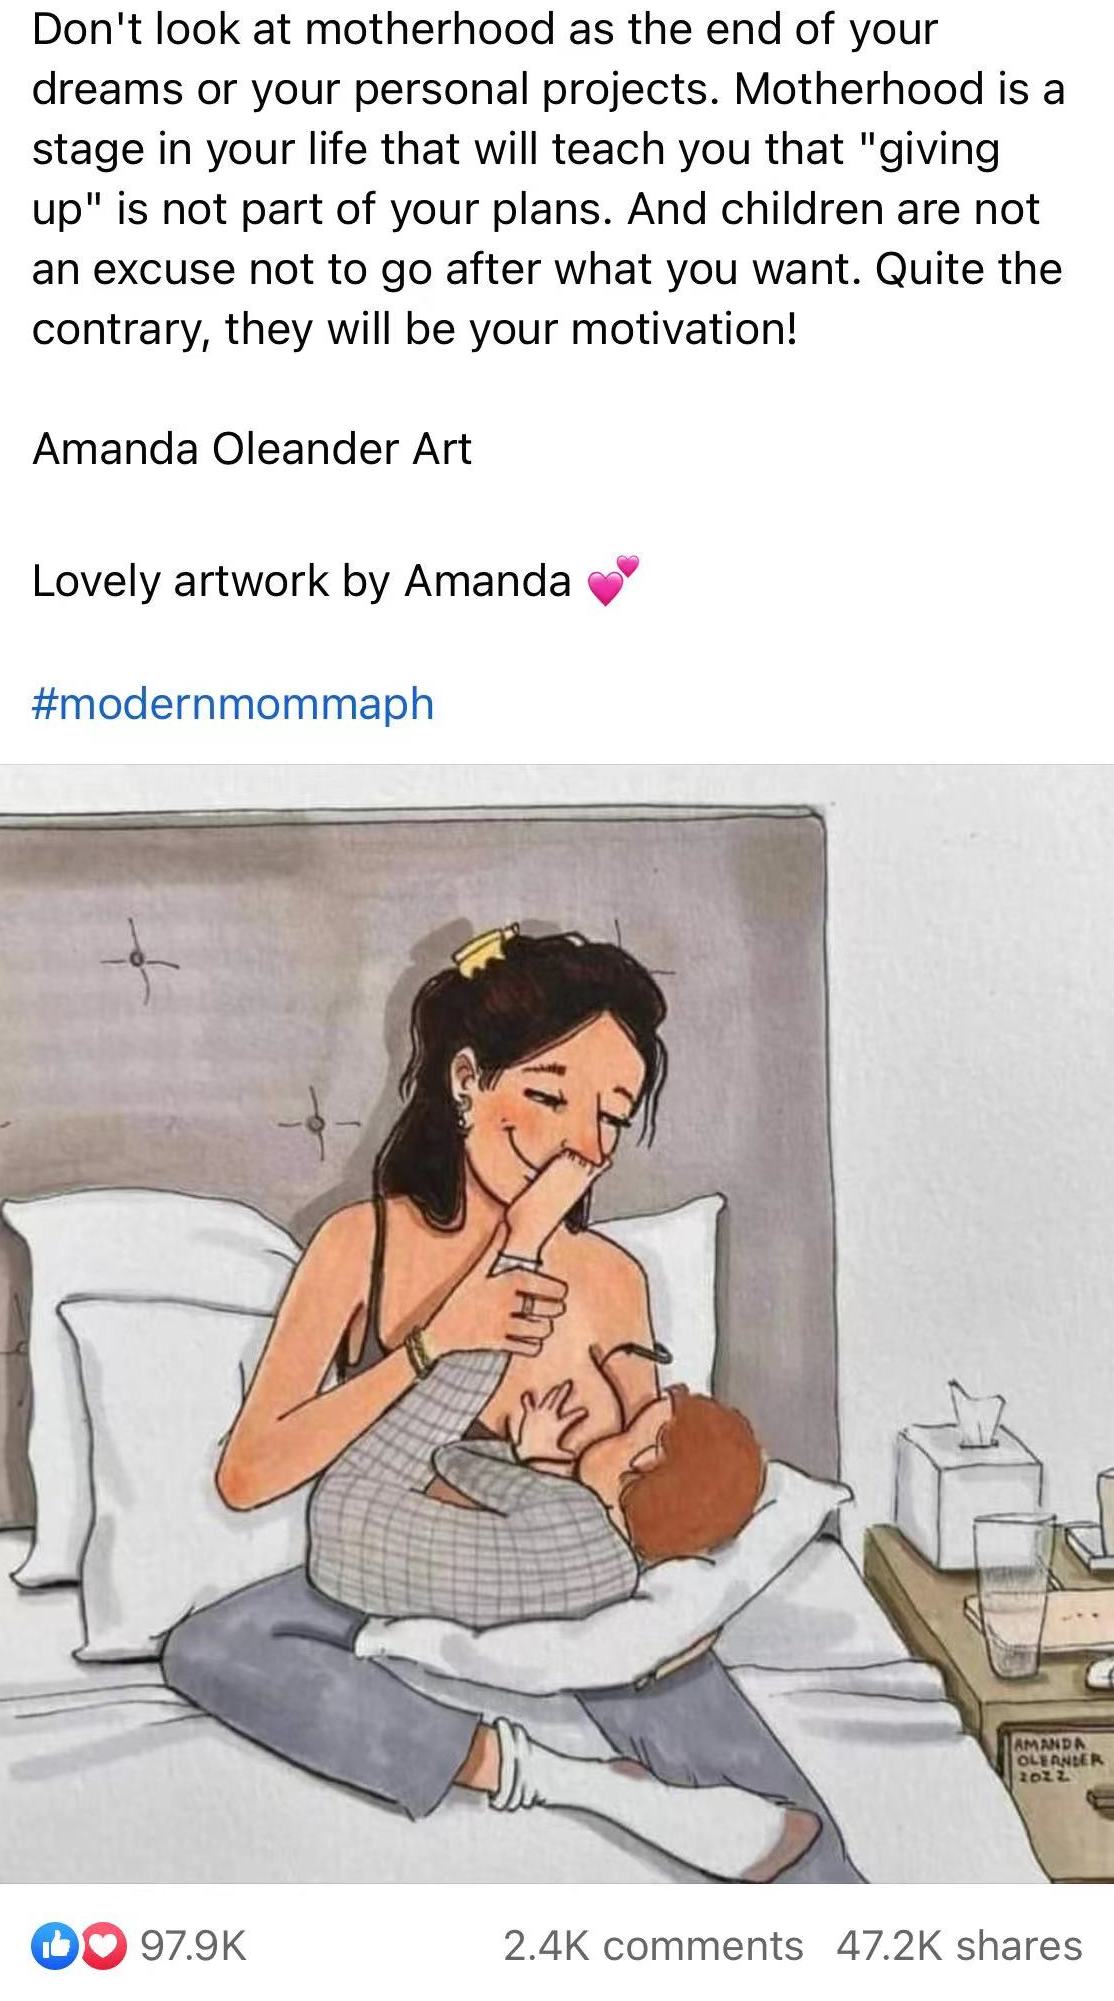 Don't look at motherhood as the end of your
dreams or your personal projects. Motherhood is a
stage in your life that will teach you that "giving
up" is not part of your plans. And children are not
an excuse not to go after what you want. Quite the
contrary, they will be your motivation!
Amanda Oleander Art
Lovely artwork by Amanda 💕
#modernmommaph
AMANDA
OLEANDER
2022
97.9K 2.4K comments 47.2K shares